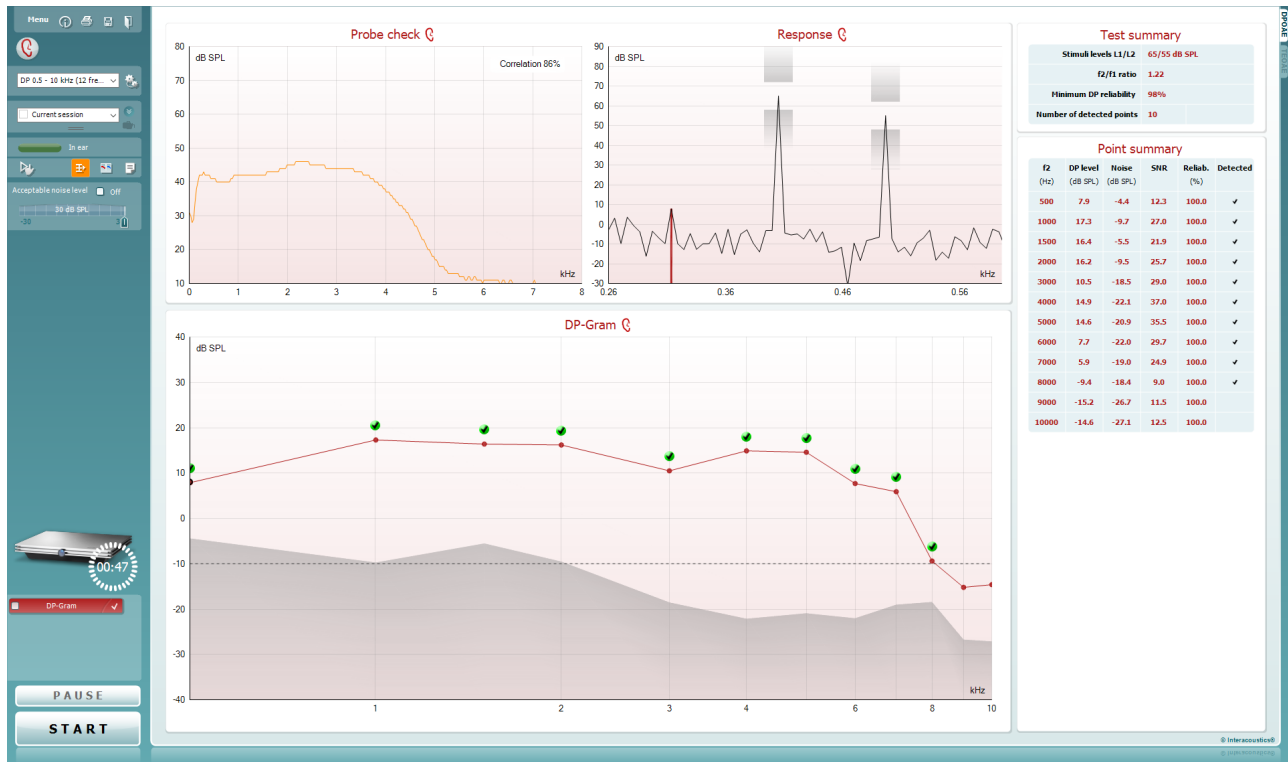 Menu
DP 0.5 - 10 kHz (12 fre...
Current session
In ear
Acceptable noise level Off
30 dB SPL
-30
00:47
DP-Gram
PAUSE
START
Probe check
dB SPL
Correlation 86%
80
70
60
50
40
30
20
10
kHz
0 1 2 3 4 5 6 7 8
Response
dB SPL
90
80
70
60
50
40
30
20
10
0
-10
-20
-30
kHz
0.26 0.36 0.46 0.56
DP-Gram
dB SPL
40
30
20
10
0
-10
-20
-30
-40
kHz
1 2 3 4 6 8 10
Test summary
Stimuli levels L1/L2 65/55 dB SPL
f2/f1 ratio 1.22
Minimum DP reliability 98%
Number of detected points 10
Point summary
f2 DP level Noise SNR Reliab. Detected
(Hz) (dB SPL) (dB SPL) (%)
500 7.9 -4.4 12.3 100.0 ✔
1000 17.3 -9.7 27.0 100.0 ✔
1500 16.4 -5.5 21.9 100.0 ✔
2000 16.2 -9.5 25.7 100.0 ✔
3000 10.5 -18.5 29.0 100.0 ✔
4000 14.9 -22.1 37.0 100.0 ✔
5000 14.6 -20.9 35.5 100.0 ✔
6000 7.7 -22.0 29.7 100.0 ✔
7000 5.9 -19.0 24.9 100.0 ✔
8000 -9.4 -18.4 9.0 100.0 ✔
9000 -15.2 -26.7 11.5 100.0
10000 -14.6 -27.1 12.5 100.0
DPOAE
TEOAE
© Interacoustics®